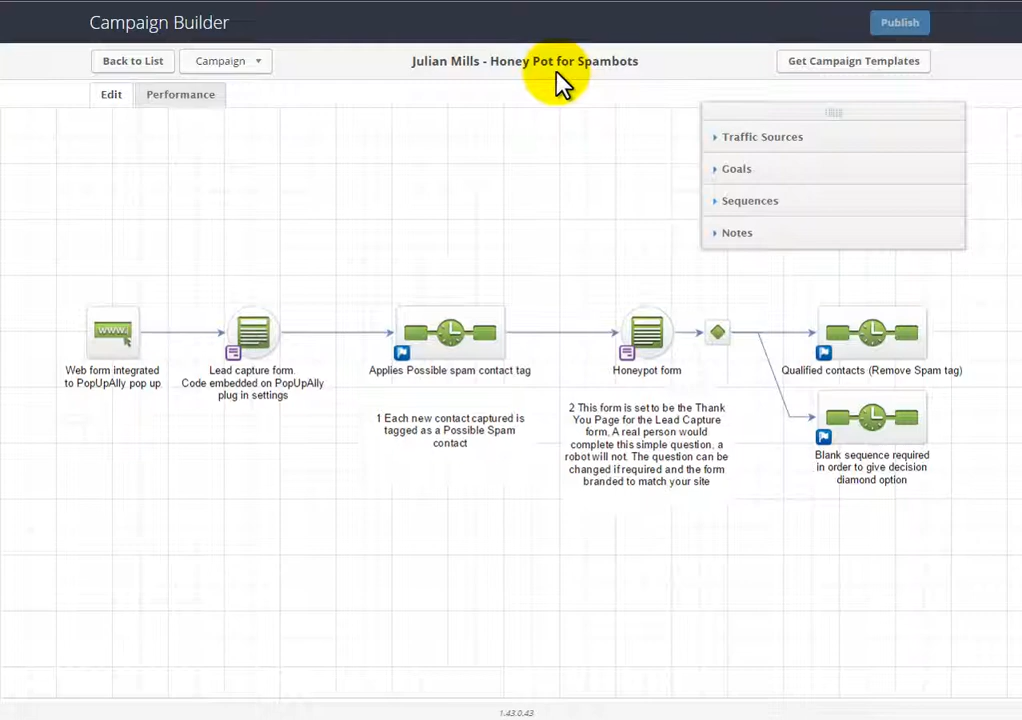 Campaign Builder
Publish
Back to List
Campaign
Julian Mills - Honey Pot for Spambots
Get Campaign Templates
Edit
Performance
Traffic Sources
Goals
Sequences
Notes
www.
Web form integrated
to PopUpAlly pop up
Lead capture form.
Code embedded on PopUpAlly
plug in settings
Applies Possible spam contact tag
1 Each new contact captured is
tagged as a Possible Spam
contact
Honeypot form
2 This form is set to be the Thank
You Page for the Lead Capture
form. A real person would
complete this simple question, a
robot will not. The question can be
changed if required and the form
branded to match your site
Qualified contacts (Remove Spam tag)
Blank sequence required
in order to give decision
diamond option
1.43.0.43